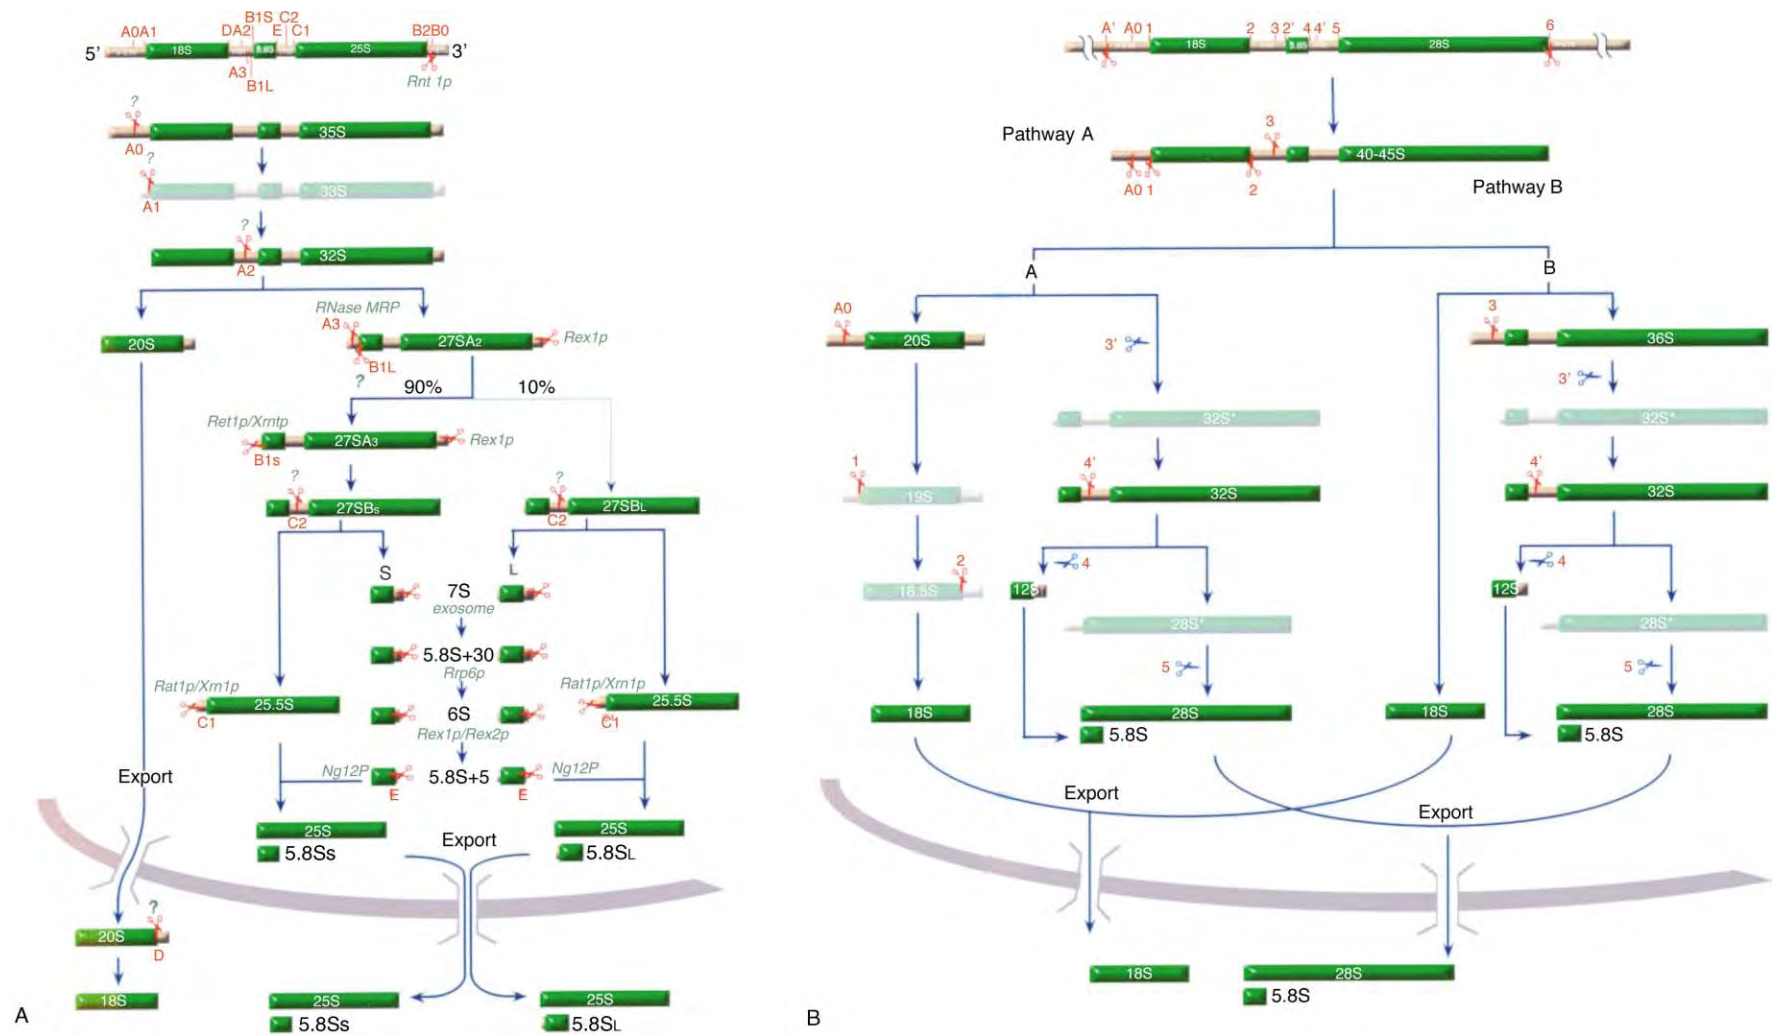 B1S C2
A0A1 DA2 E C1 B2B0
5’ 18S 5.8S 25S 3’
A3
B1L
Rnt 1p
?
35S
A0
?
33S
A1
?
32S
A2
RNase MRP
A3
20S 27SA2 Rex1p
B1L
? 90% 10%
Ret1p/Xrntp
27SA3 Rex1p
B1s
? ?
27SBs 27SBL
C2 C2
S L
7S
exosome
5.8S+30
Rrp6p
Rat1p/Xrn1p Rat1p/Xrn1p
25.5S 6S 25.5S
C1 C1
Rex1p/Rex2p
Export Ng12P 5.8S+5 Ng12P
E E
25S Export 25S
5.8Ss 5.8SL
?
20S
D
18S 25S 25S
5.8Ss 5.8SL
A
A' A0 1 2 3 2' 4 4' 5 6
18S 5.8S 28S
3
Pathway A
40-45S
A0 1 2
Pathway B
A B
A0 3
20S 3’ 36S
3’
32S* 32S*
1 4’ 4’
19S 32S 32S
2 4 4
18.5S 12S 12S
28S* 28S*
5 5
18S 28S 18S 28S
5.8S 5.8S
Export
Export
18S 28S
5.8S
B